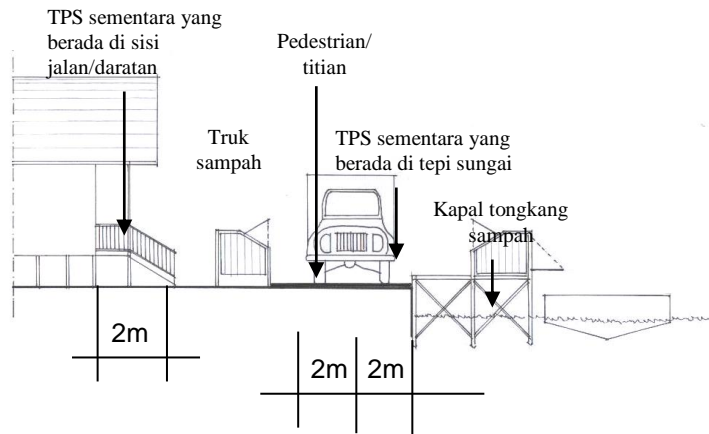 TPS sementara yang
berada di sisi
jalan/daratan
Pedestrian/
titian
Truk
sampah
TPS sementara yang
berada di tepi sungai
Kapal tongkang
sampah
2m
2m
2m